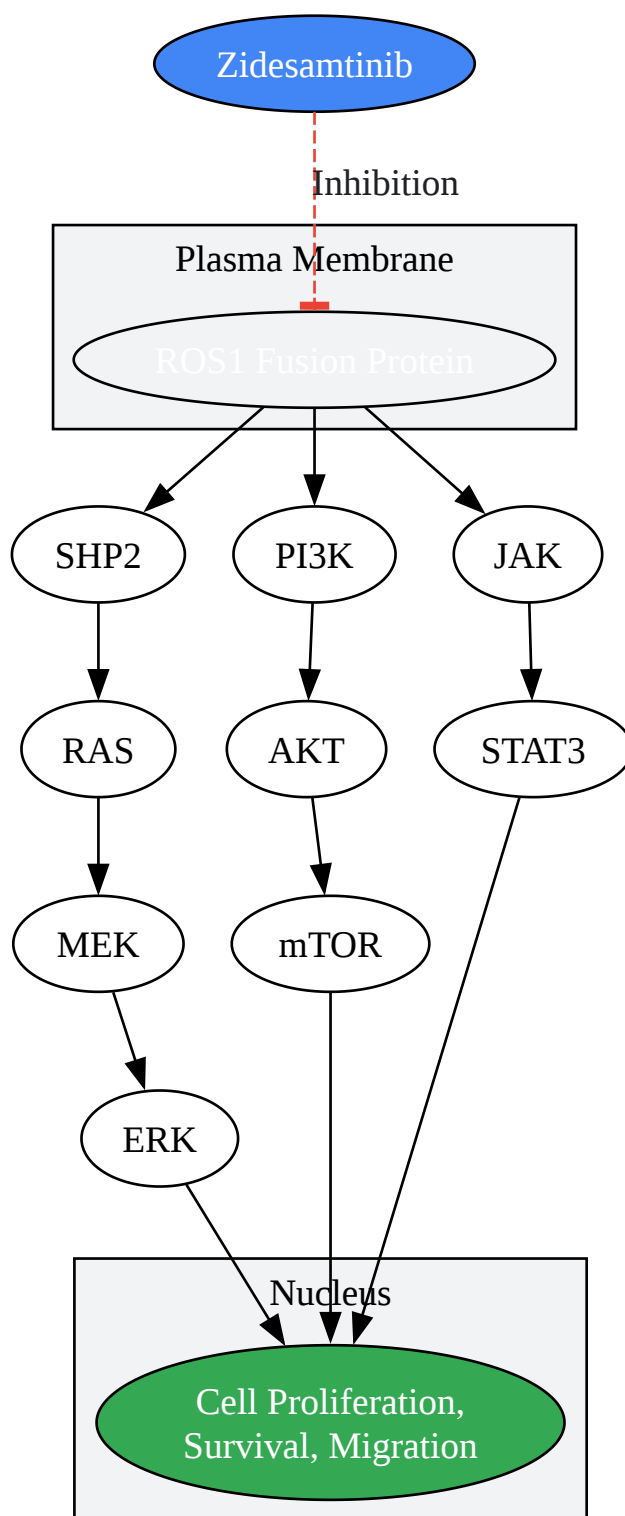 Zidesamtinib
Inhibition
Plasma Membrane
ROS1 Fusion Protein
SHP2
PI3K
JAK
RAS
AKT
STAT3
MEK
mTOR
ERK
Nucleus
Cell Proliferation,
Survival, Migration